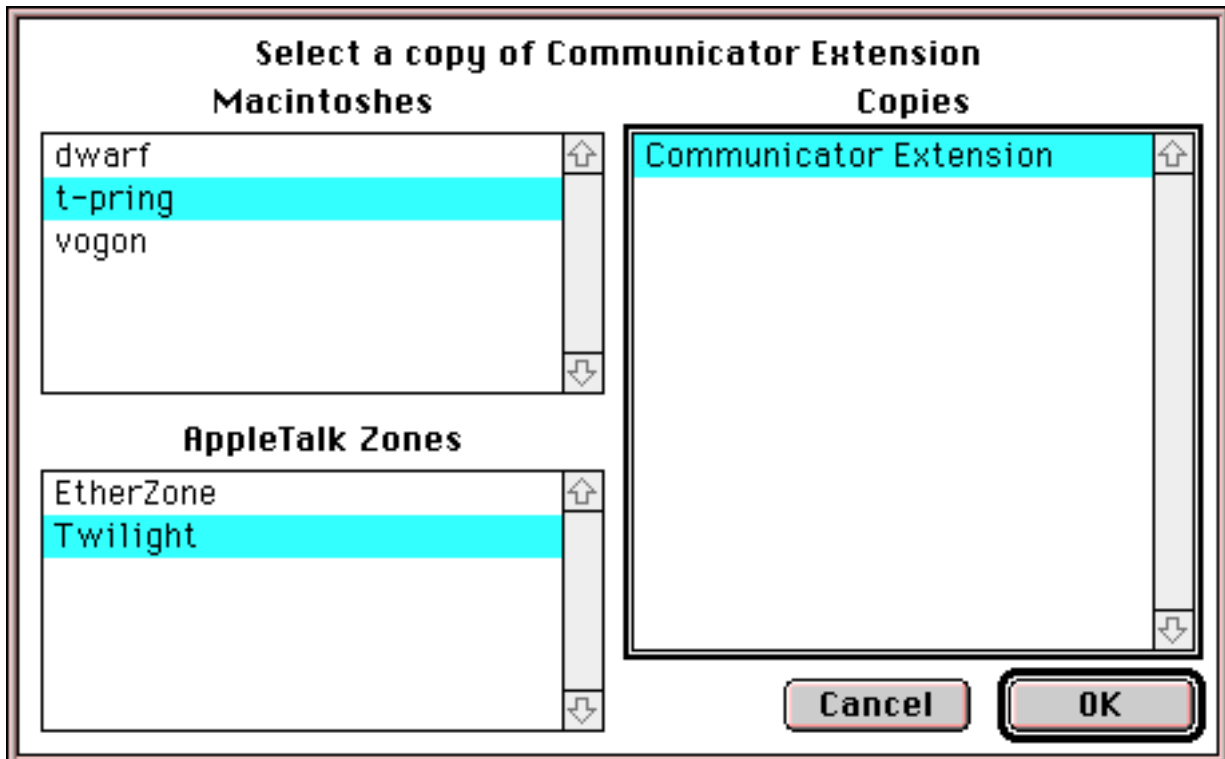 Select a copy of Communicator Extension
Macintoshes
dwarf
t-pring
vogon
AppleTalk Zones
EtherZone
Twilight
Copies
Communicator Extension
Cancel
OK